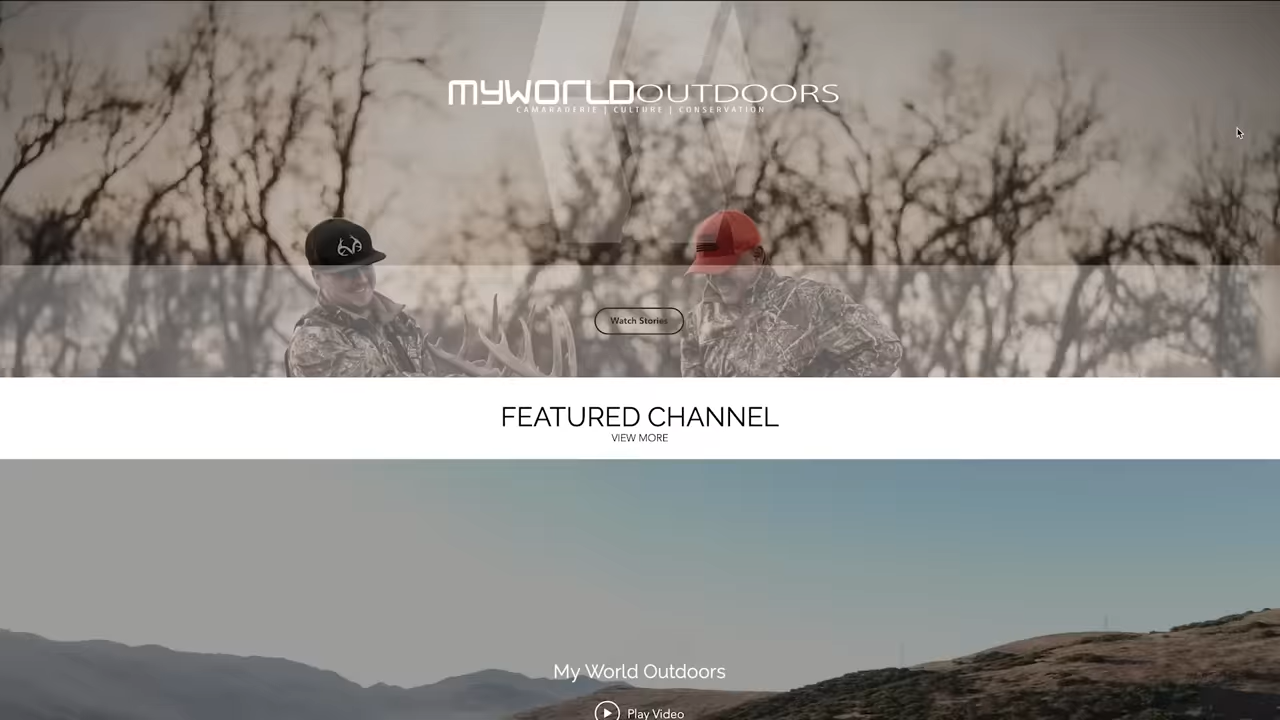 MYWORLDOUTDOORS
CAMARADERIE | CULTURE | CONSERVATION
Watch Stories
FEATURED CHANNEL
VIEW MORE
My World Outdoors
Play Video